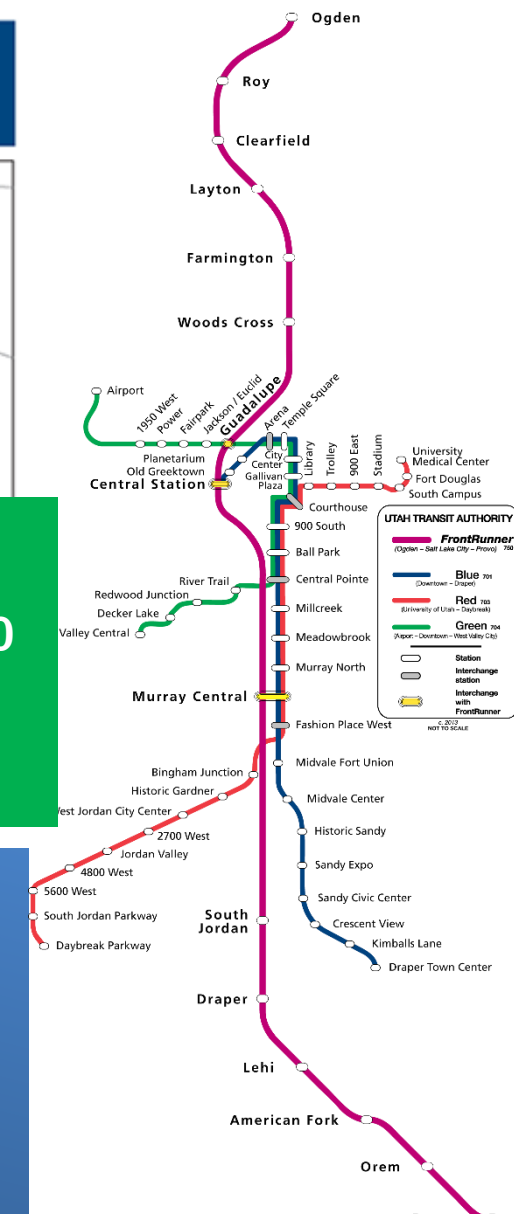 Ogden
Roy
Clearfield
Layton
Farmington
Woods Cross
Airport
1950 West
Power
Fairpark
Jackson / Euclid
Guadalupe
Arena
Temple Square
Planetarium
Old Greektown
Central Station
City
Center
Gallivan
Plaza
Library
Trolley
900 East
Stadium
University
Medical Center
Fort Douglas
South Campus
Courthouse
900 South
Ball Park
Central Pointe
River Trail
Redwood Junction
Decker Lake
Valley Central
Millcreek
Meadowbrook
Murray North
Murray Central
Fashion Place West
UTAH TRANSIT AUTHORITY
FrontRunner
(Ogden – Salt Lake City – Provo) 750
Blue 701
(Downtown – Draper)
Red 703
(University of Utah – Daybreak)
Green 704
(Airport – Downtown – West Valley City)
Station
Interchange
station
Interchange
with
FrontRunner
c. 2013
NOT TO SCALE
0
Bingham Junction
Historic Gardner
est Jordan City Center
2700 West
Jordan Valley
4800 West
5600 West
South Jordan Parkway
Daybreak Parkway
Midvale Fort Union
Midvale Center
Historic Sandy
Sandy Expo
Sandy Civic Center
Crescent View
Kimballs Lane
Draper Town Center
South
Jordan
Draper
Lehi
American Fork
Orem